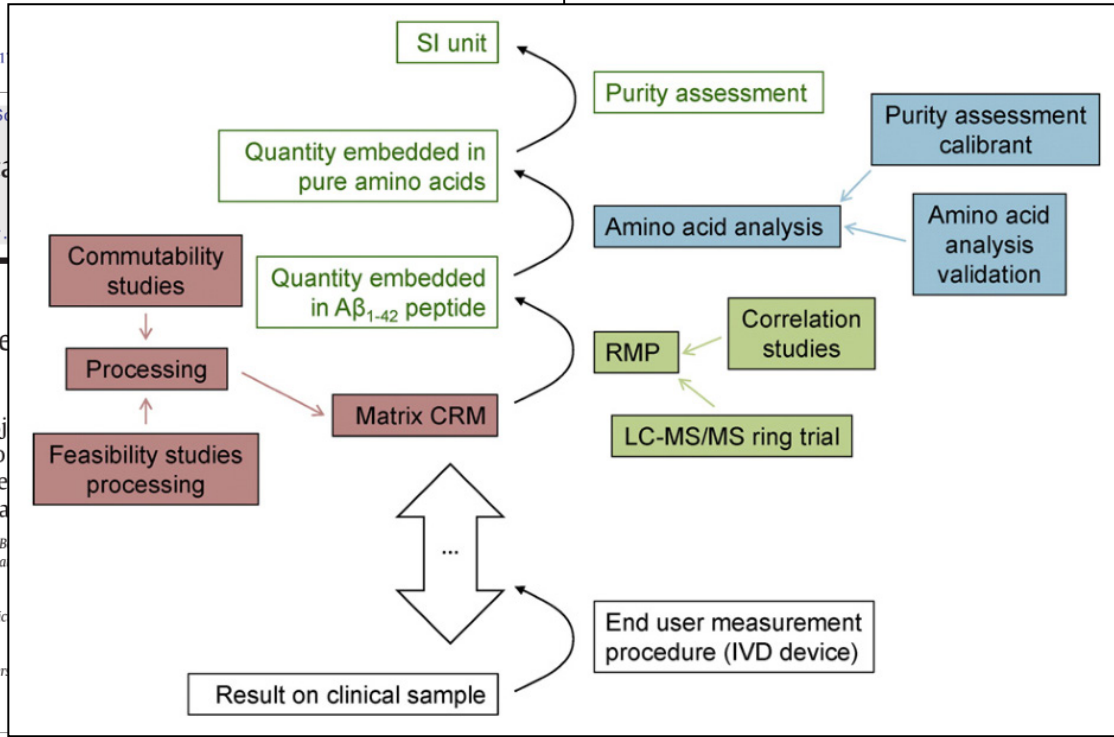 SI unit
Purity assessment
Purity assessment
calibrant
Quantity embedded in
pure amino acids
Amino acid analysis
Amino acid
analysis
validation
Commutability
studies
Quantity embedded
in Aβ1-42 peptide
Correlation
studies
RMP
Processing
Matrix CRM
LC-MS/MS ring trial
Feasibility studies
processing
...
End user measurement
procedure (IVD device)
Result on clinical sample